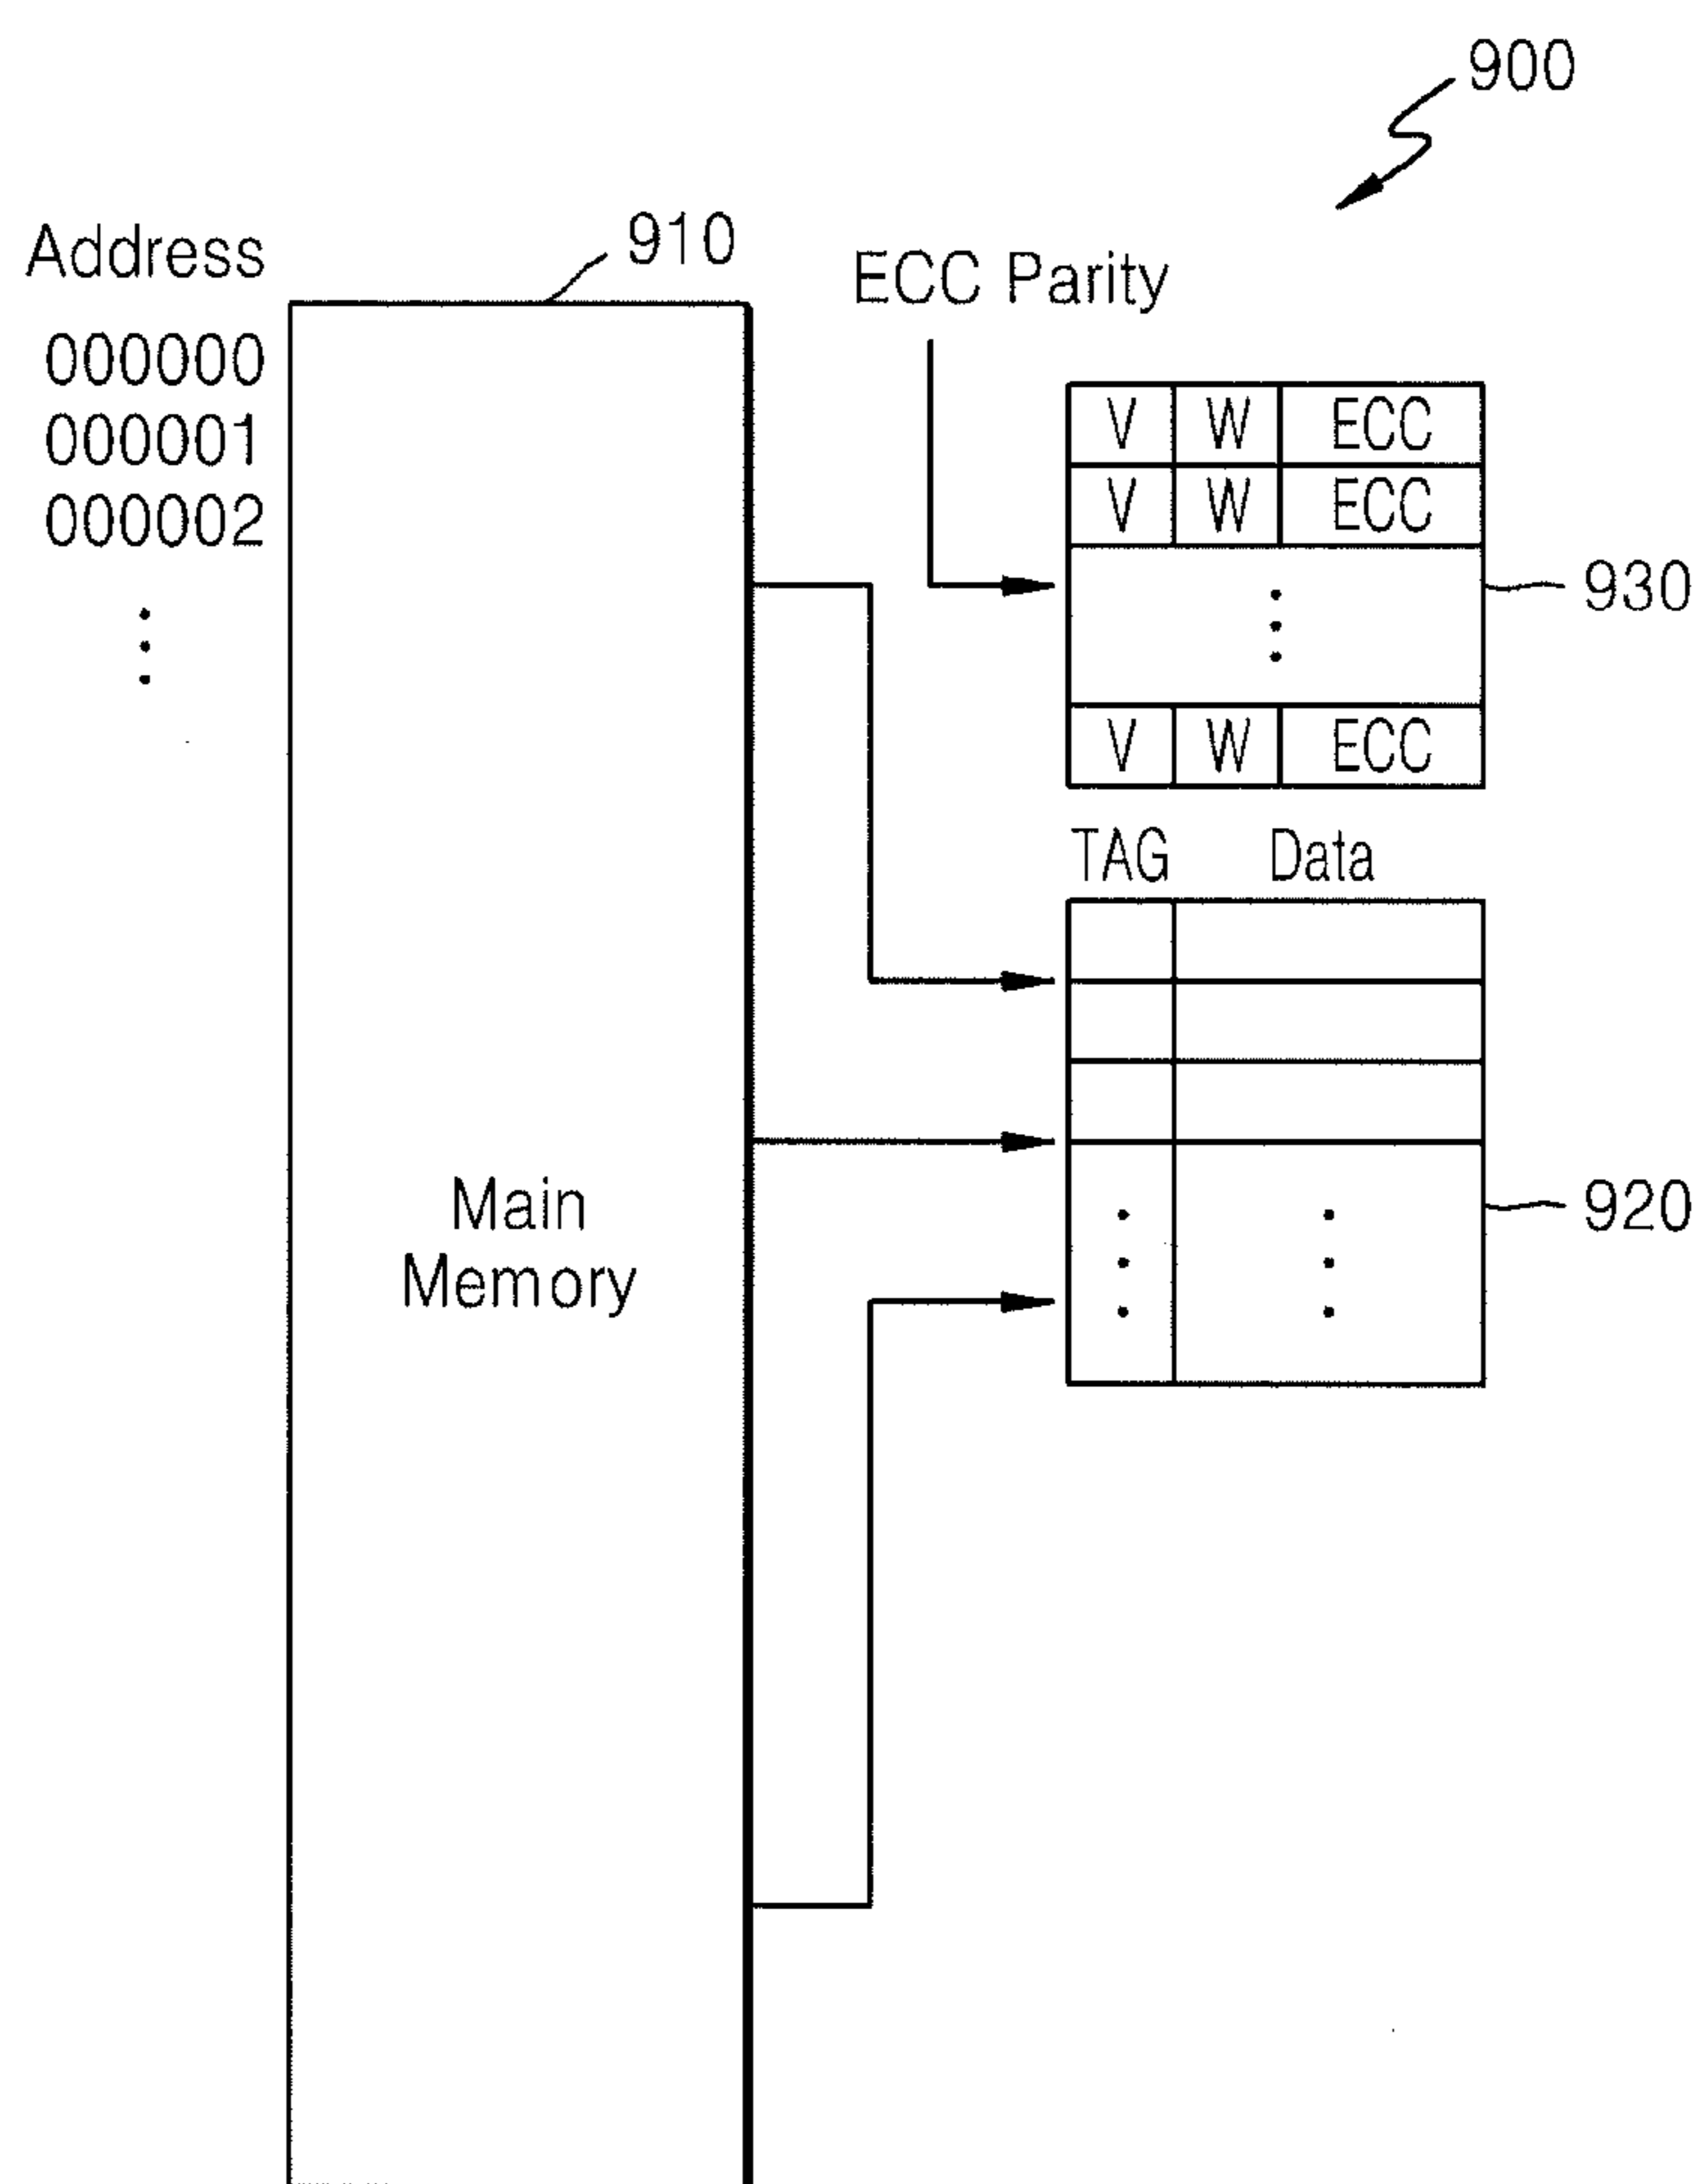 900
Address
910
ECC Parity
000000
000001
000002
V W ECC
V W ECC
930
V W ECC
TAG Data
Main
Memory
920